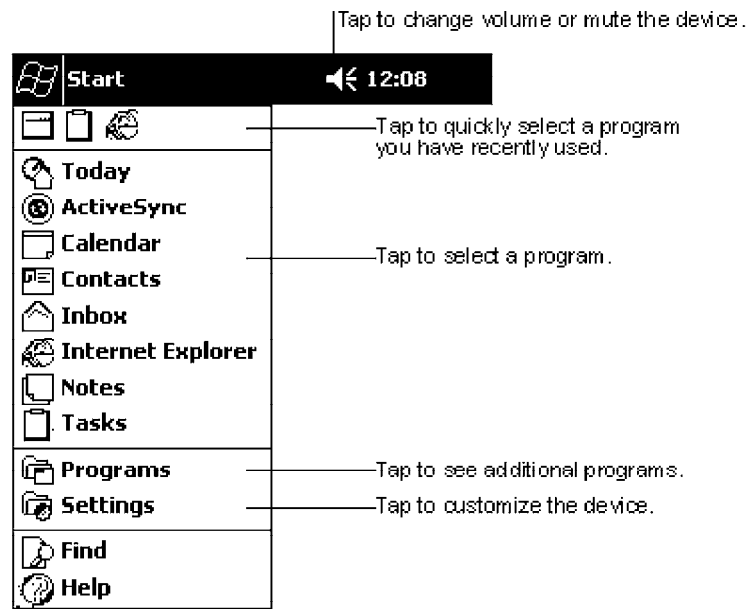 Tap to change volume or mute the device.
Start 12:08
Tap to quickly select a program
you have recently used.
Today
ActiveSync
Calendar
Tap to select a program.
Contacts
Inbox
Internet Explorer
Notes
Tasks
Programs
Tap to see additional programs.
Settings
Tap to customize the device.
Find
Help